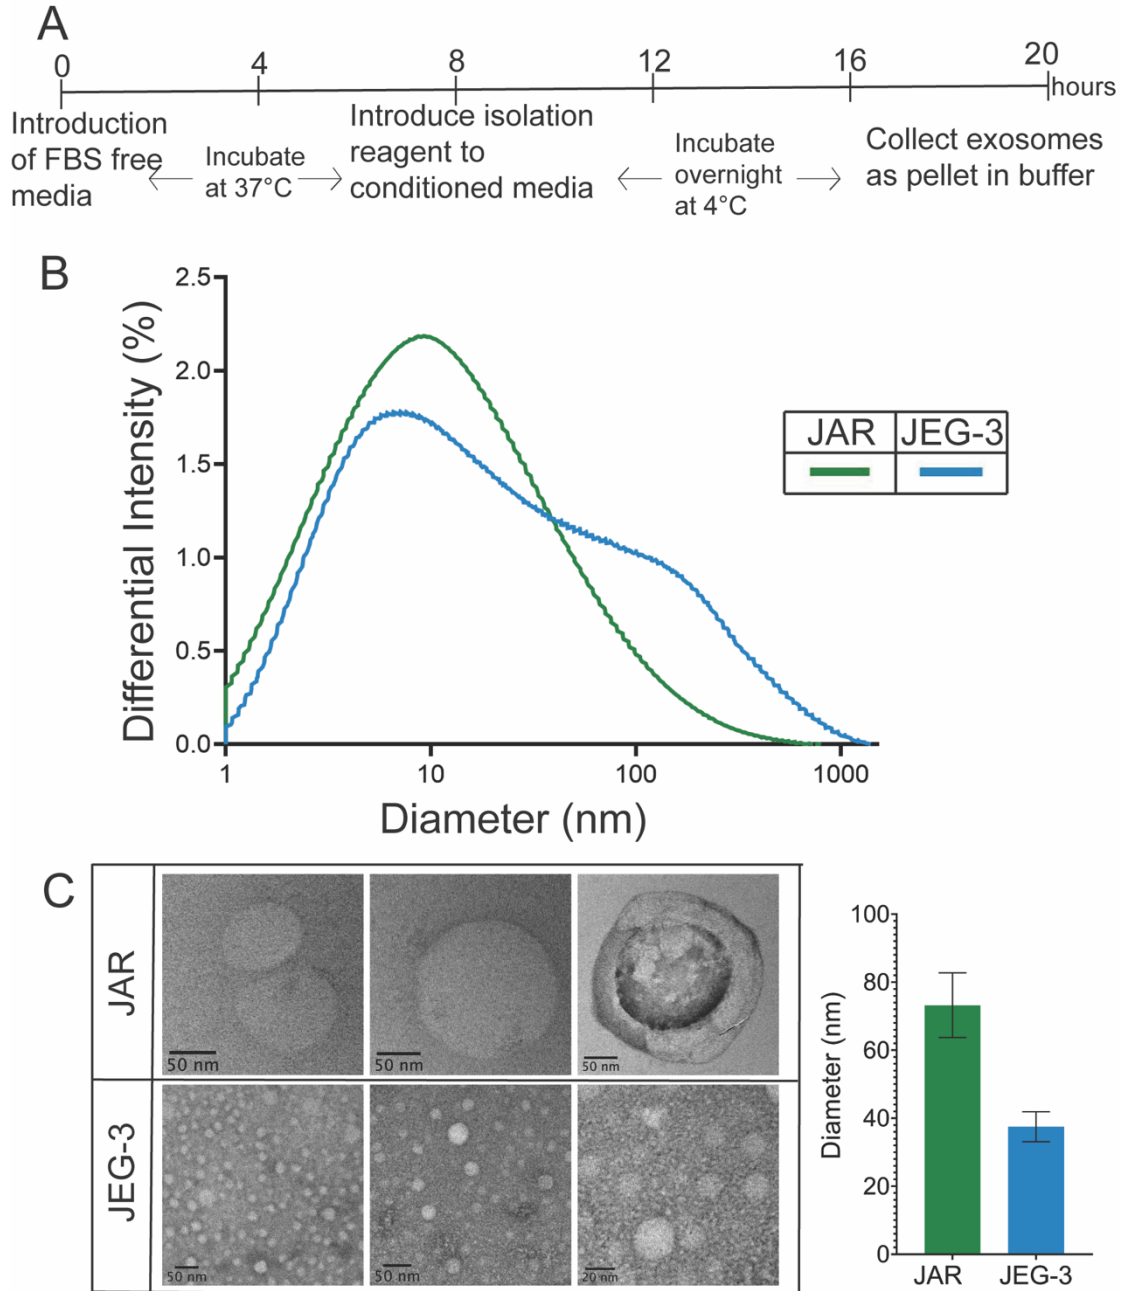 A
0 4 8 12 16 20
hours
Introduction
of FBS free
media
Incubate
at 37°C
Introduce isolation
reagent to
conditioned media
Incubate
overnight
at 4°C
Collect exosomes
as pellet in buffer
B
Differential Intensity (%)
2.5
2.0
1.5
1.0
0.5
0.0
1 10 100 1000
Diameter (nm)
JAR JEG-3
C
JAR
50 nm
50 nm
50 nm
JEG-3
50 nm
50 nm
20 nm
Diameter (nm)
100
80
60
40
20
0
JAR JEG-3